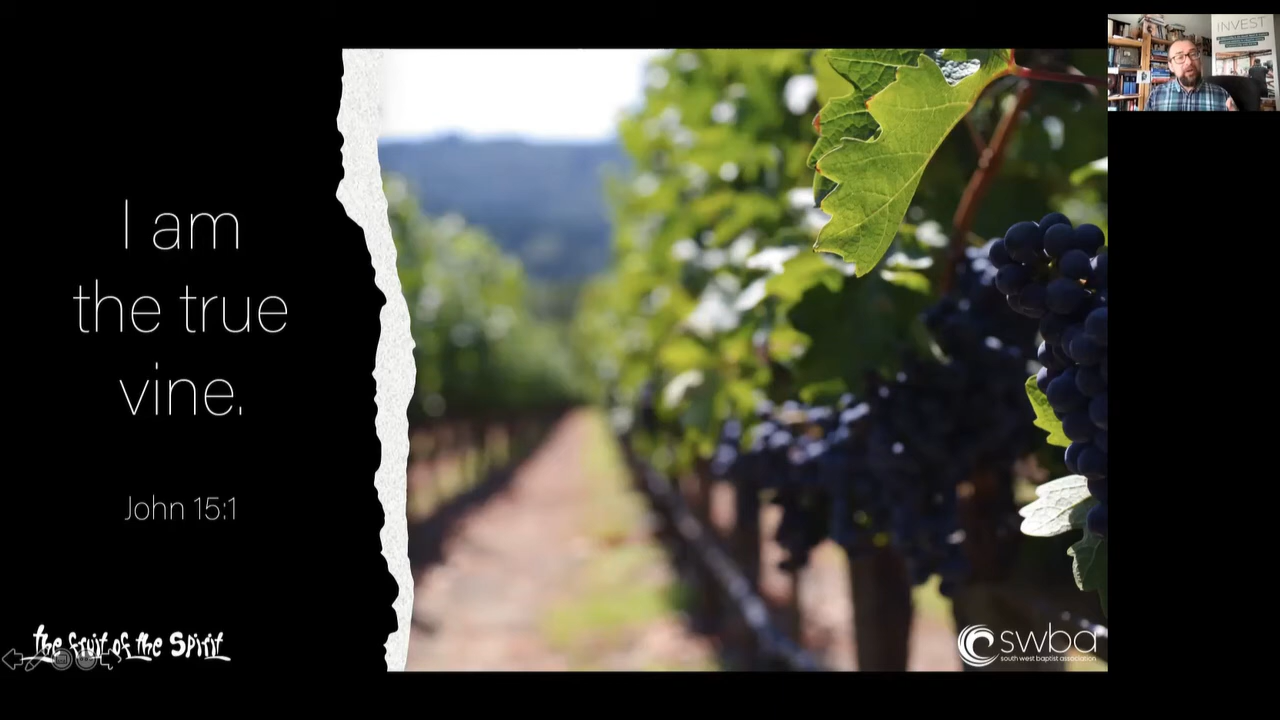 I am
the true
vine.
John 15:1
the fruit of the Spirit
swba
south west baptist association
INVEST